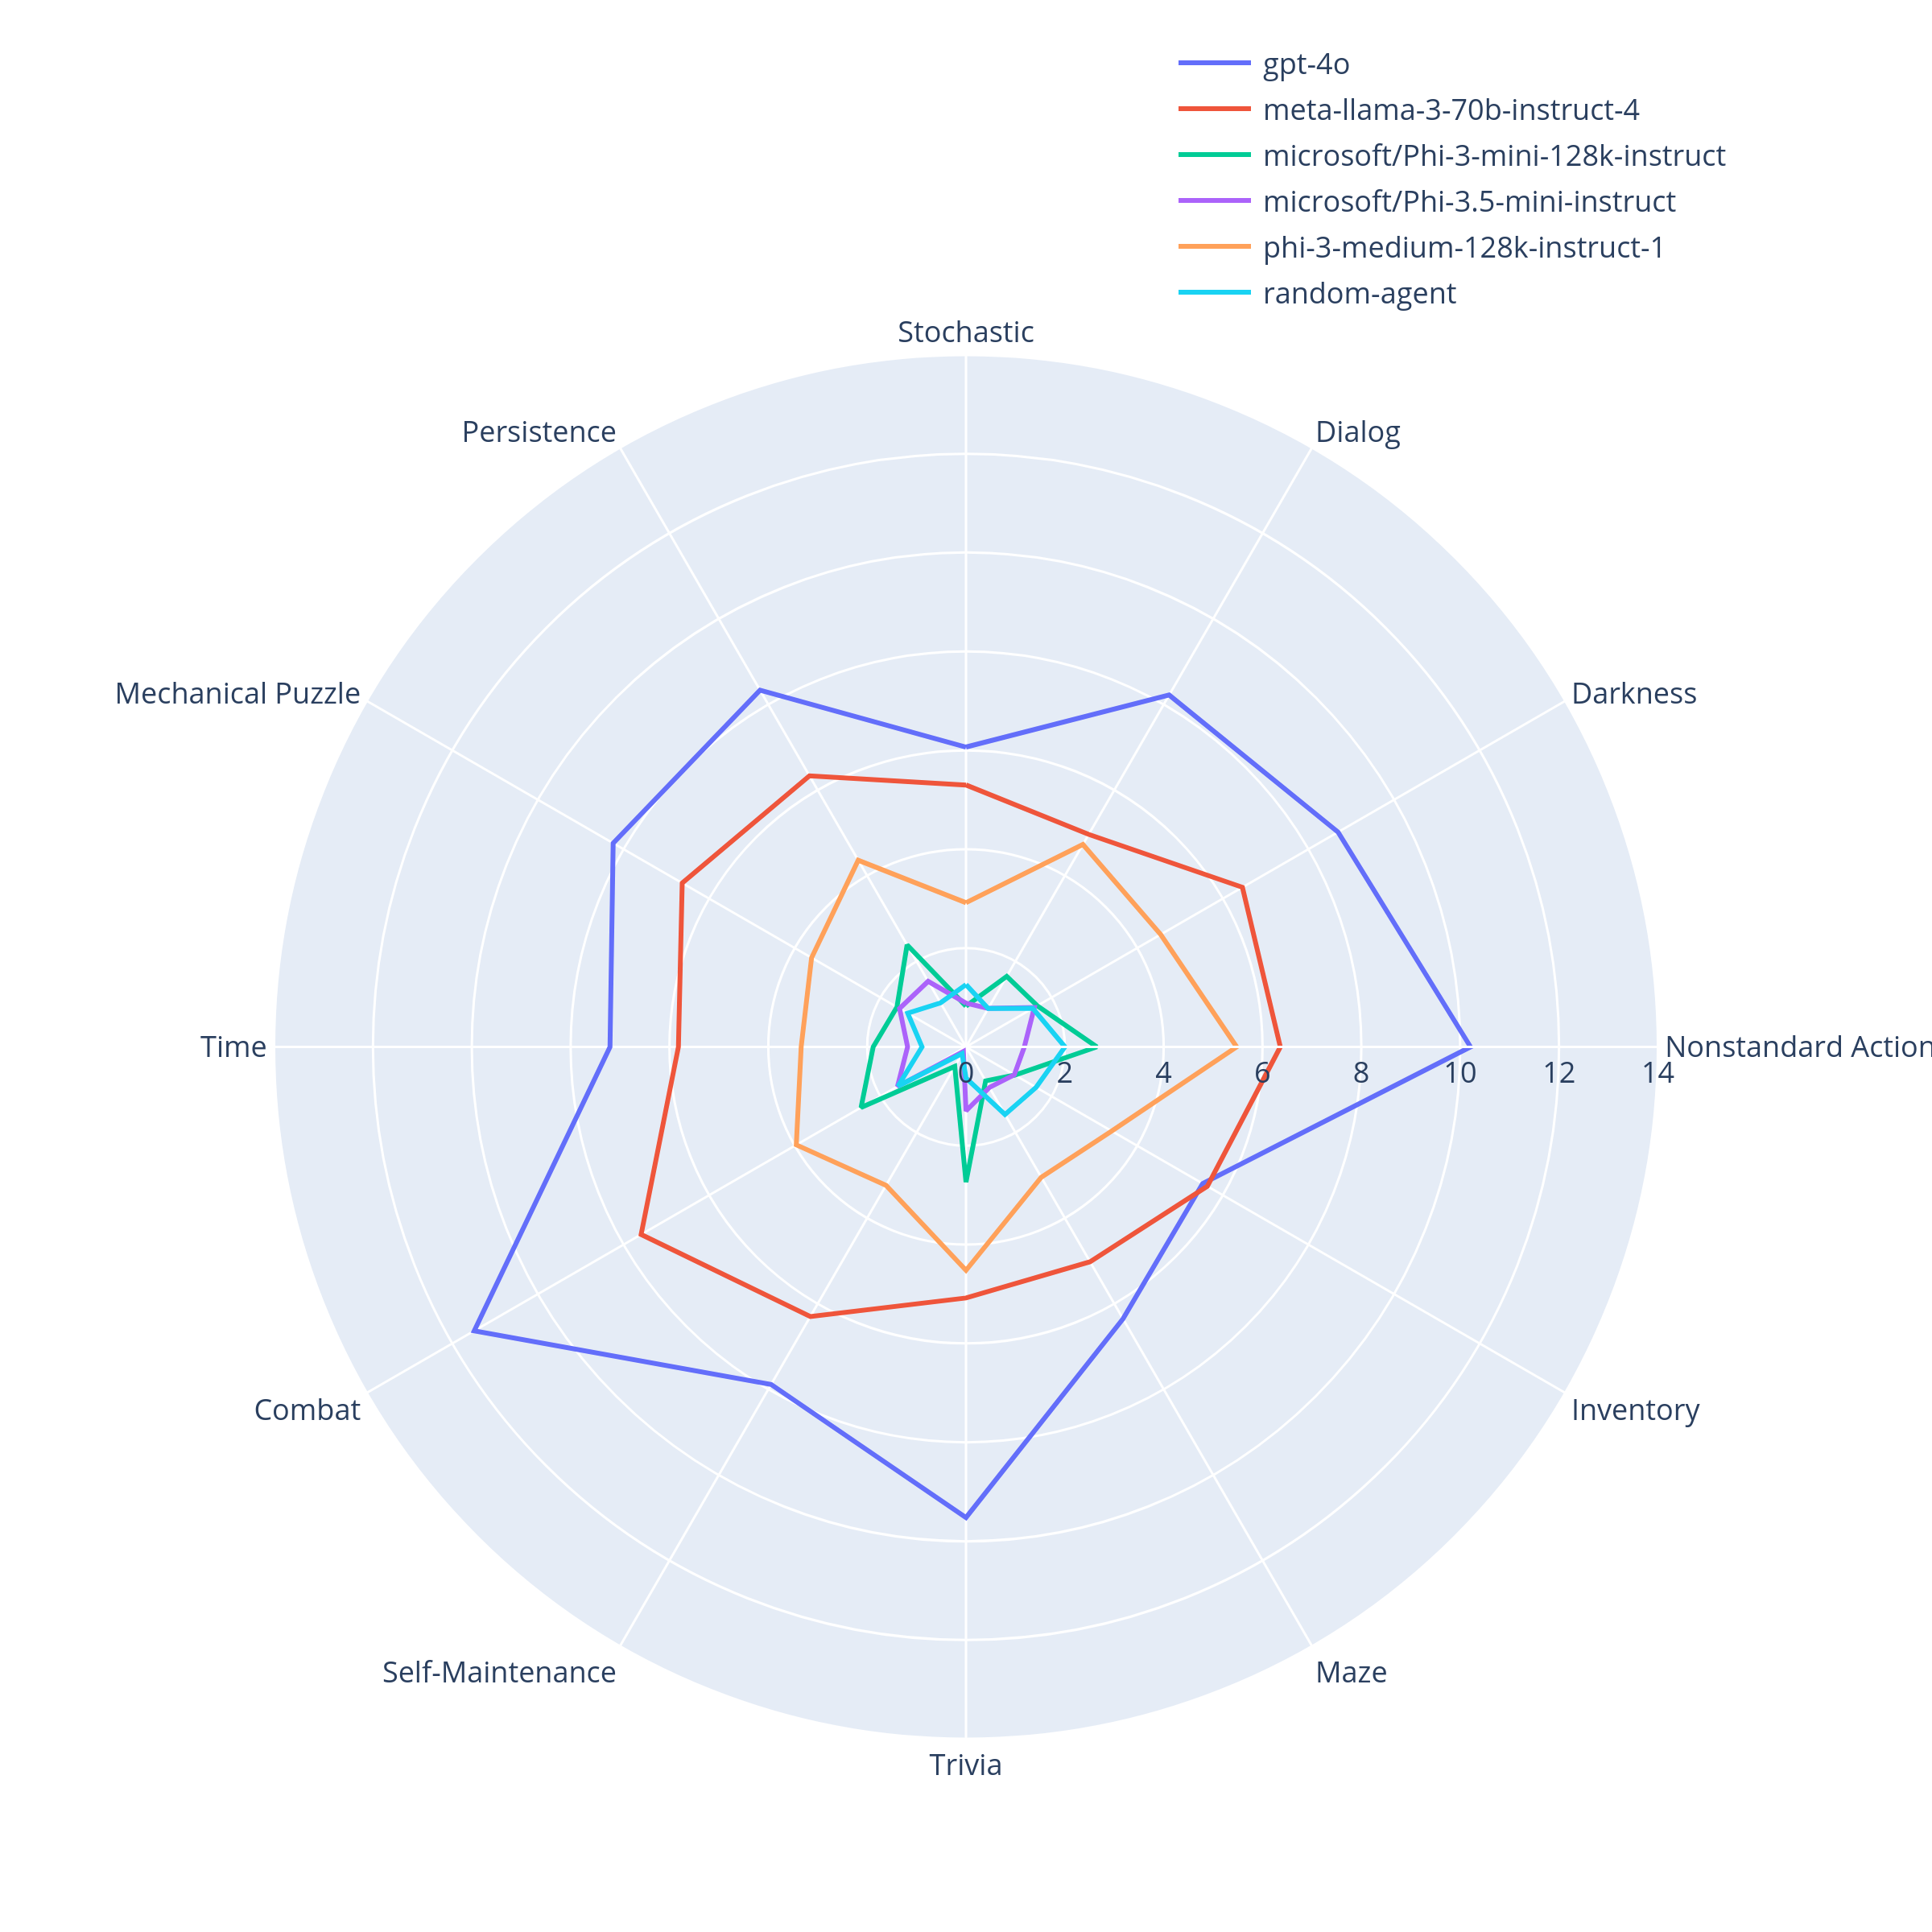 gpt-4o
meta-llama-3-70b-instruct-4
microsoft/Phi-3-mini-128k-instruct
microsoft/Phi-3.5-mini-instruct
phi-3-medium-128k-instruct-1
random-agent
Stochastic
Persistence
Dialog
Mechanical Puzzle
Darkness
Time
Nonstandard Action
0 2 4 6 8 10 12 14
Combat
Inventory
Self-Maintenance
Maze
Trivia